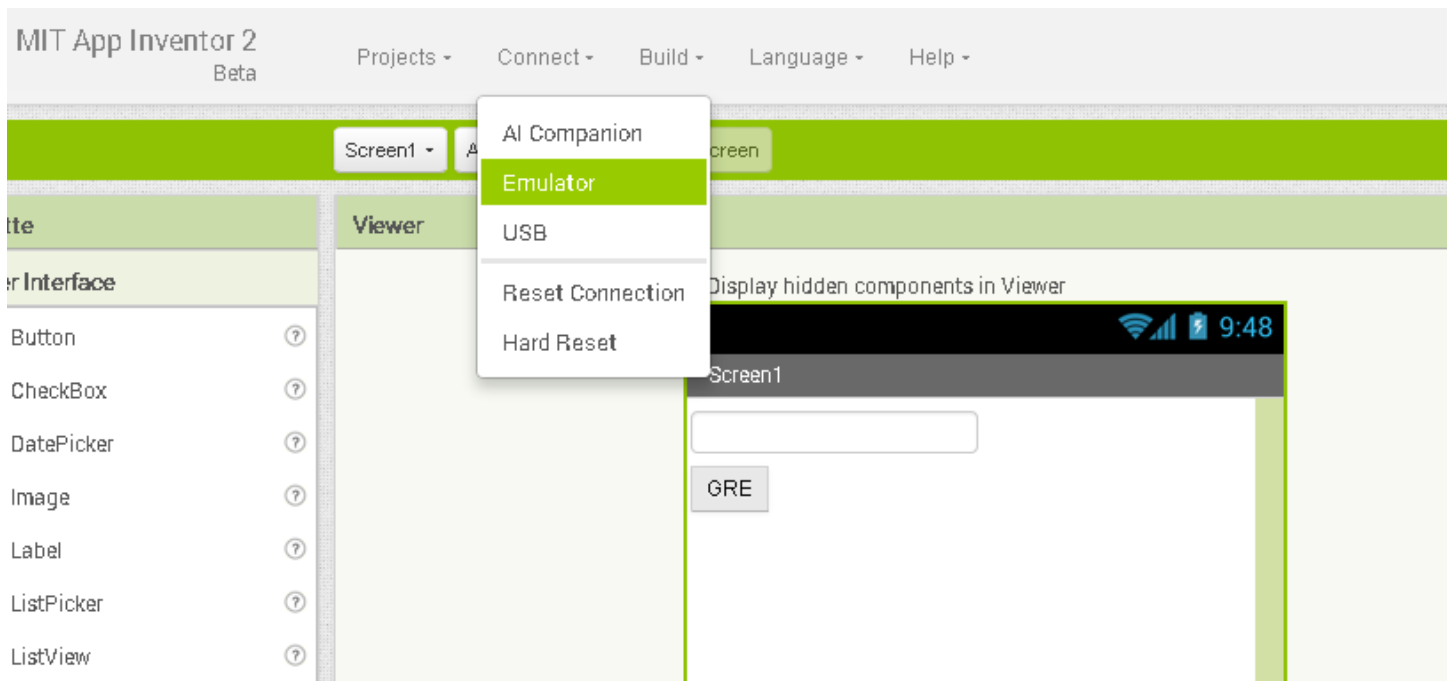 MIT App Inventor 2
Beta
Projects Connect Build Language Help
Screen1 A creen
AI Companion
Emulator
USB
Reset Connection
Hard Reset
tte
Viewer
er Interface
Display hidden components in Viewer
Button ?
CheckBox ?
DatePicker ?
Image ?
Label ?
ListPicker ?
ListView ?
9:48
Screen1
GRE